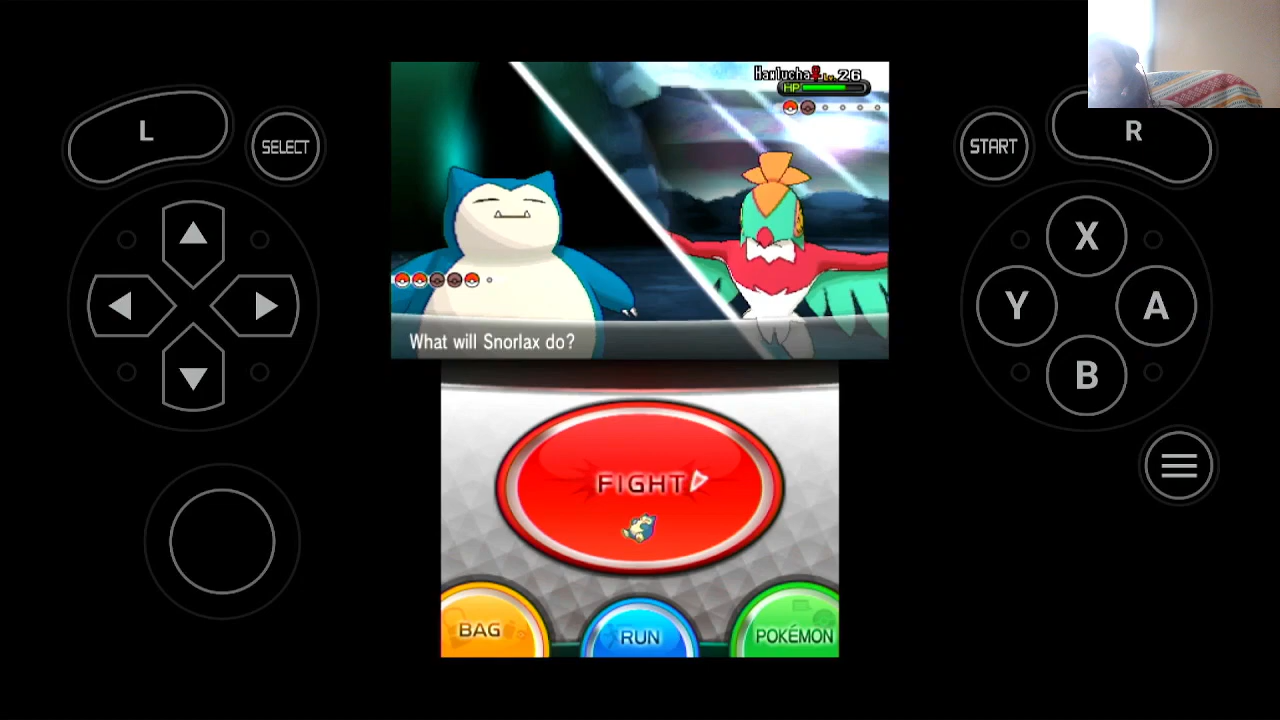 Hawlucha Lv. 26
HP
L
SELECT
START
R
X
Y
A
B
What will Snorlax do?
FIGHT
BAG
RUN
POKÉMON